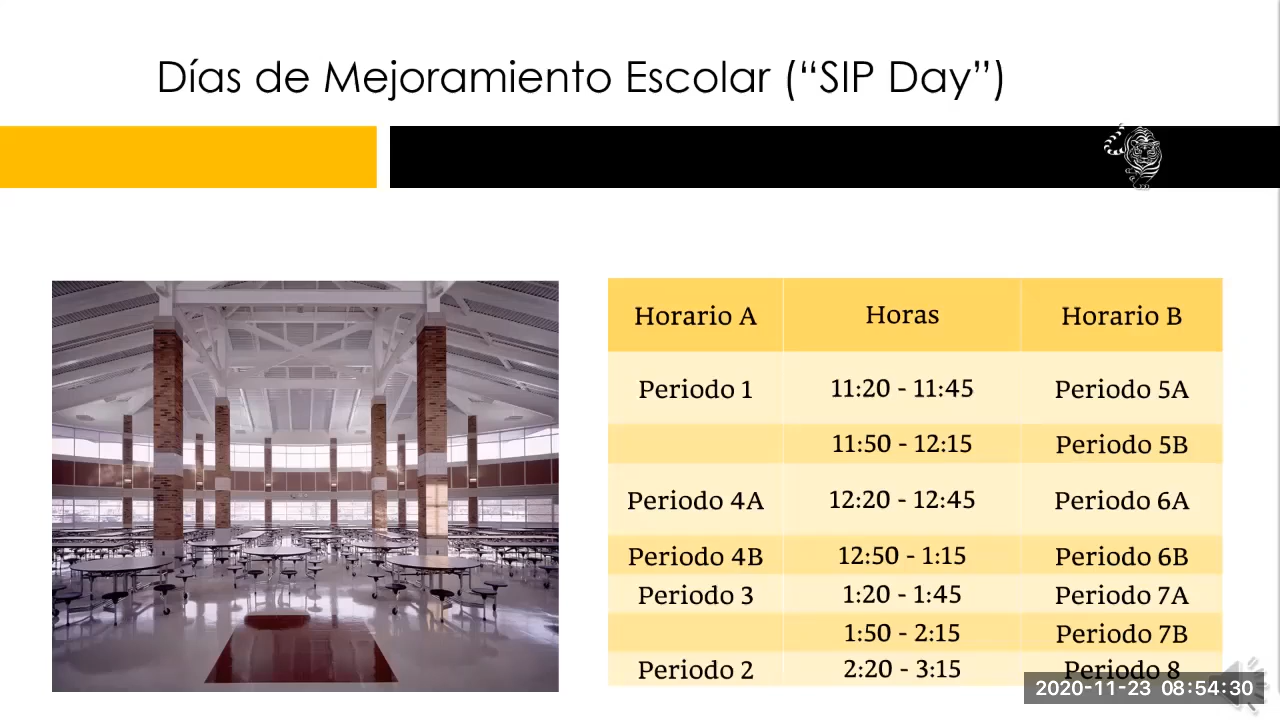 Días de Mejoramiento Escolar (“SIP Day”)
Horario A Horas Horario B
Periodo 1 11:20 - 11:45 Periodo 5A
11:50 - 12:15 Periodo 5B
Periodo 4A 12:20 - 12:45 Periodo 6A
Periodo 4B 12:50 - 1:15 Periodo 6B
Periodo 3 1:20 - 1:45 Periodo 7A
1:50 - 2:15 Periodo 7B
Periodo 2 2:20 - 3:15 Periodo 8
2020-11-23 08:54:30